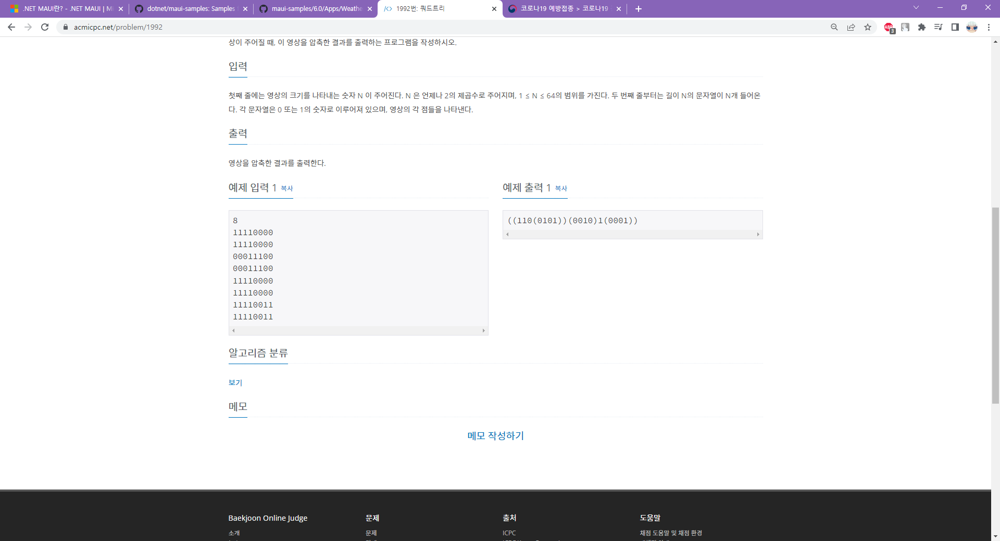 .NET MAUI란? - .NET MAUI | Mi
dotnet/maui-samples: Samples
maui-samples/6.0/Apps/Weathe
1992번: 쿼드트리
코로나19 예방접종 > 코로나19
acmicpc.net/problem/1992
ABP
3
상이 주어질 때, 이 영상을 압축한 결과를 출력하는 프로그램을 작성하시오.
입력
첫째 줄에는 영상의 크기를 나타내는 숫자 N 이 주어진다. N 은 언제나 2의 제곱수로 주어지며, 1 ≤ N ≤ 64의 범위를 가진다. 두 번째 줄부터는 길이 N의 문자열이 N개 들어온
다. 각 문자열은 0 또는 1의 숫자로 이루어져 있으며, 영상의 각 점들을 나타낸다.
출력
영상을 압축한 결과를 출력한다.
예제 입력 1 복사
8
11110000
11110000
00011100
00011100
11110000
11110000
11110011
11110011
예제 출력 1 복사
((110(0101))(0010)1(0001))
알고리즘 분류
보기
메모
메모 작성하기
Baekjoon Online Judge
문제
출처
도움말
소개
문제
ICPC
채점 도움말 및 채점 환경